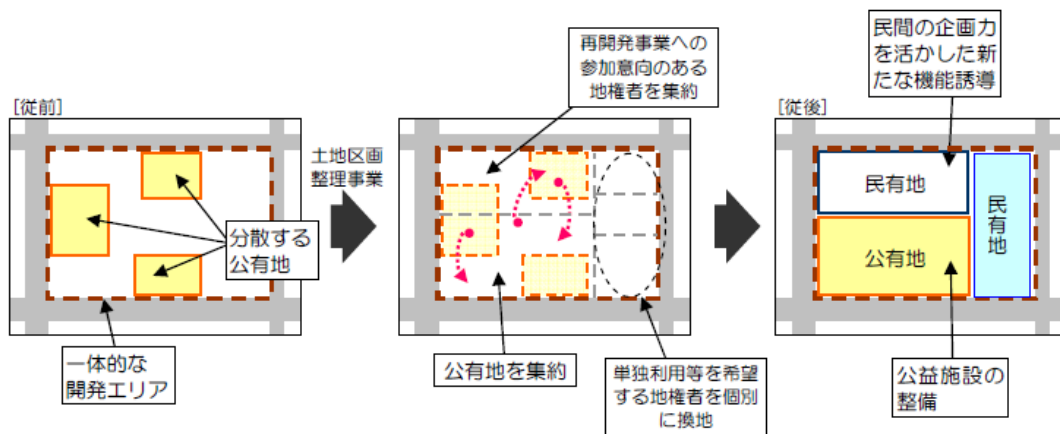 [従前]
分散する
公有地
一体的な
開発エリア
土地区画
整理事業
再開発事業への
参加意向のある
地権者を集約
公有地を集約
単独利用等を希望
する地権者を個別
に換地
[従後]
民間の企画力
を活かした新
たな機能誘導
民有地
公有地
民有地
公益施設の
整備